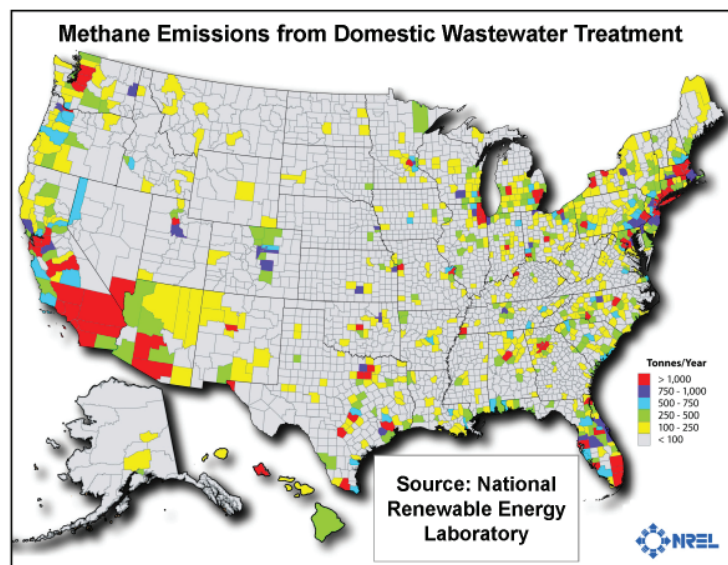 Methane Emissions from Domestic Wastewater Treatment
Tonnes/Year
> 1,000
750 - 1,000
500 - 750
250 - 500
100 - 250
< 100
Source: National
Renewable Energy
Laboratory
NREL